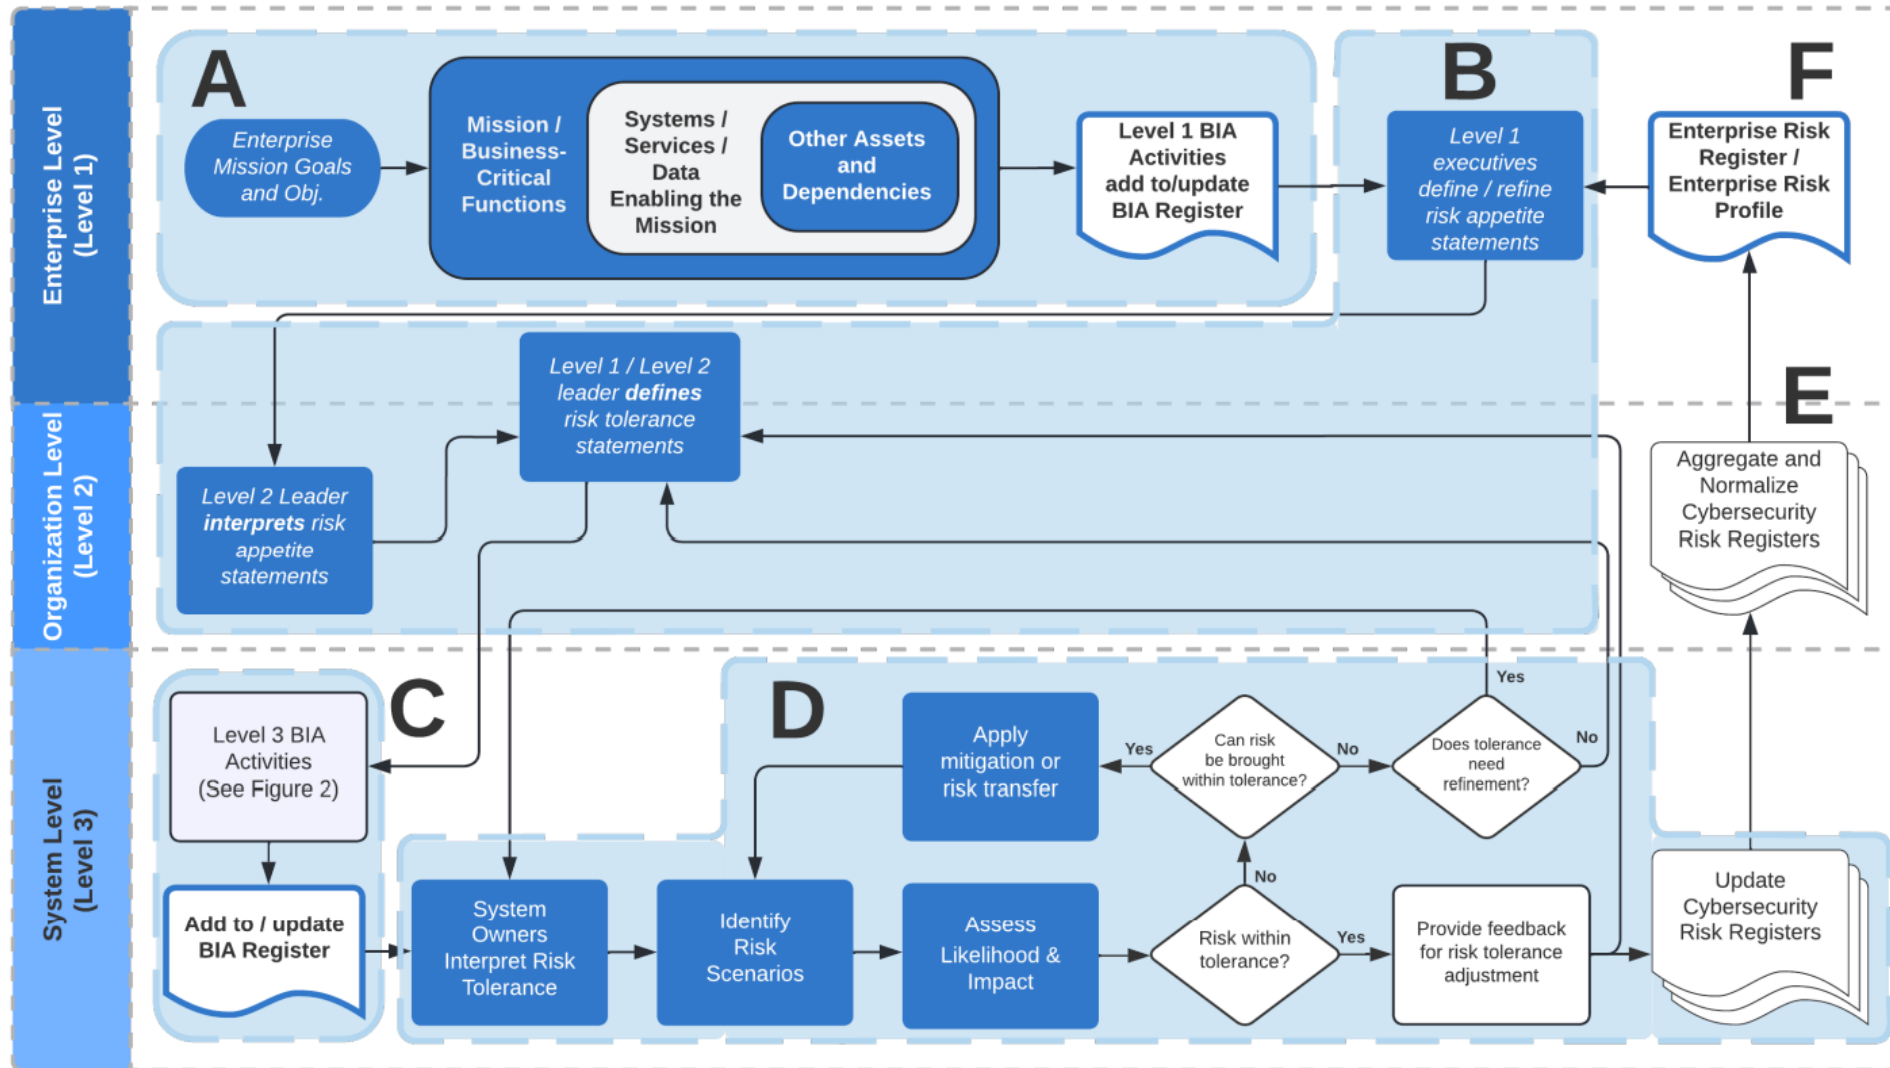 Enterprise Level
(Level 1)
A
Enterprise
Mission Goals
and Obj.
Mission /
Business-
Critical
Functions
Systems /
Services /
Data
Enabling the
Mission
Other Assets
and
Dependencies
Level 1 BIA
Activities
add to/update
BIA Register
B
Level 1
executives
define / refine
risk appetite
statements
F
Enterprise Risk
Register /
Enterprise Risk
Profile
Organization Level
(Level 2)
Level 2 Leader
interprets risk
appetite
statements
Level 1 / Level 2
leader defines
risk tolerance
statements
E
Aggregate and
Normalize
Cybersecurity
Risk Registers
System Level
(Level 3)
C
Level 3 BIA
Activities
(See Figure 2)
Add to / update
BIA Register
D
System
Owners
Interpret Risk
Tolerance
Identify
Risk
Scenarios
Apply
mitigation or
risk transfer
Assess
Likelihood &
Impact
Yes
Can risk
be brought
within tolerance?
No
Does tolerance
need
refinement?
Yes
No
No
Risk within
tolerance?
Yes
Provide feedback
for risk tolerance
adjustment
Update
Cybersecurity
Risk Registers